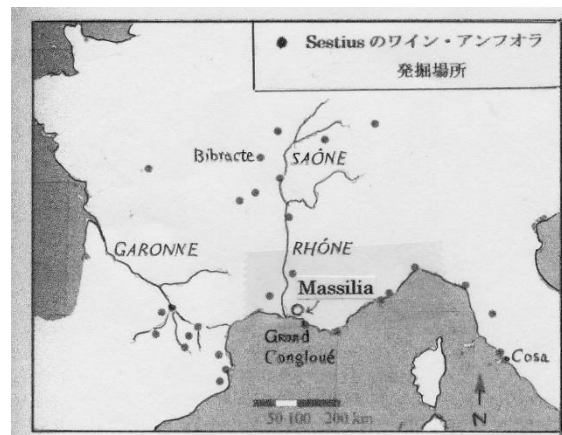 ● Sestius のワイン・アンフォラ
発掘場所
Bibracte
SAÔNE
GARONNE
RHÔNE
Massilia
Grand
Congloué
Cosa
50 100 200 km
N